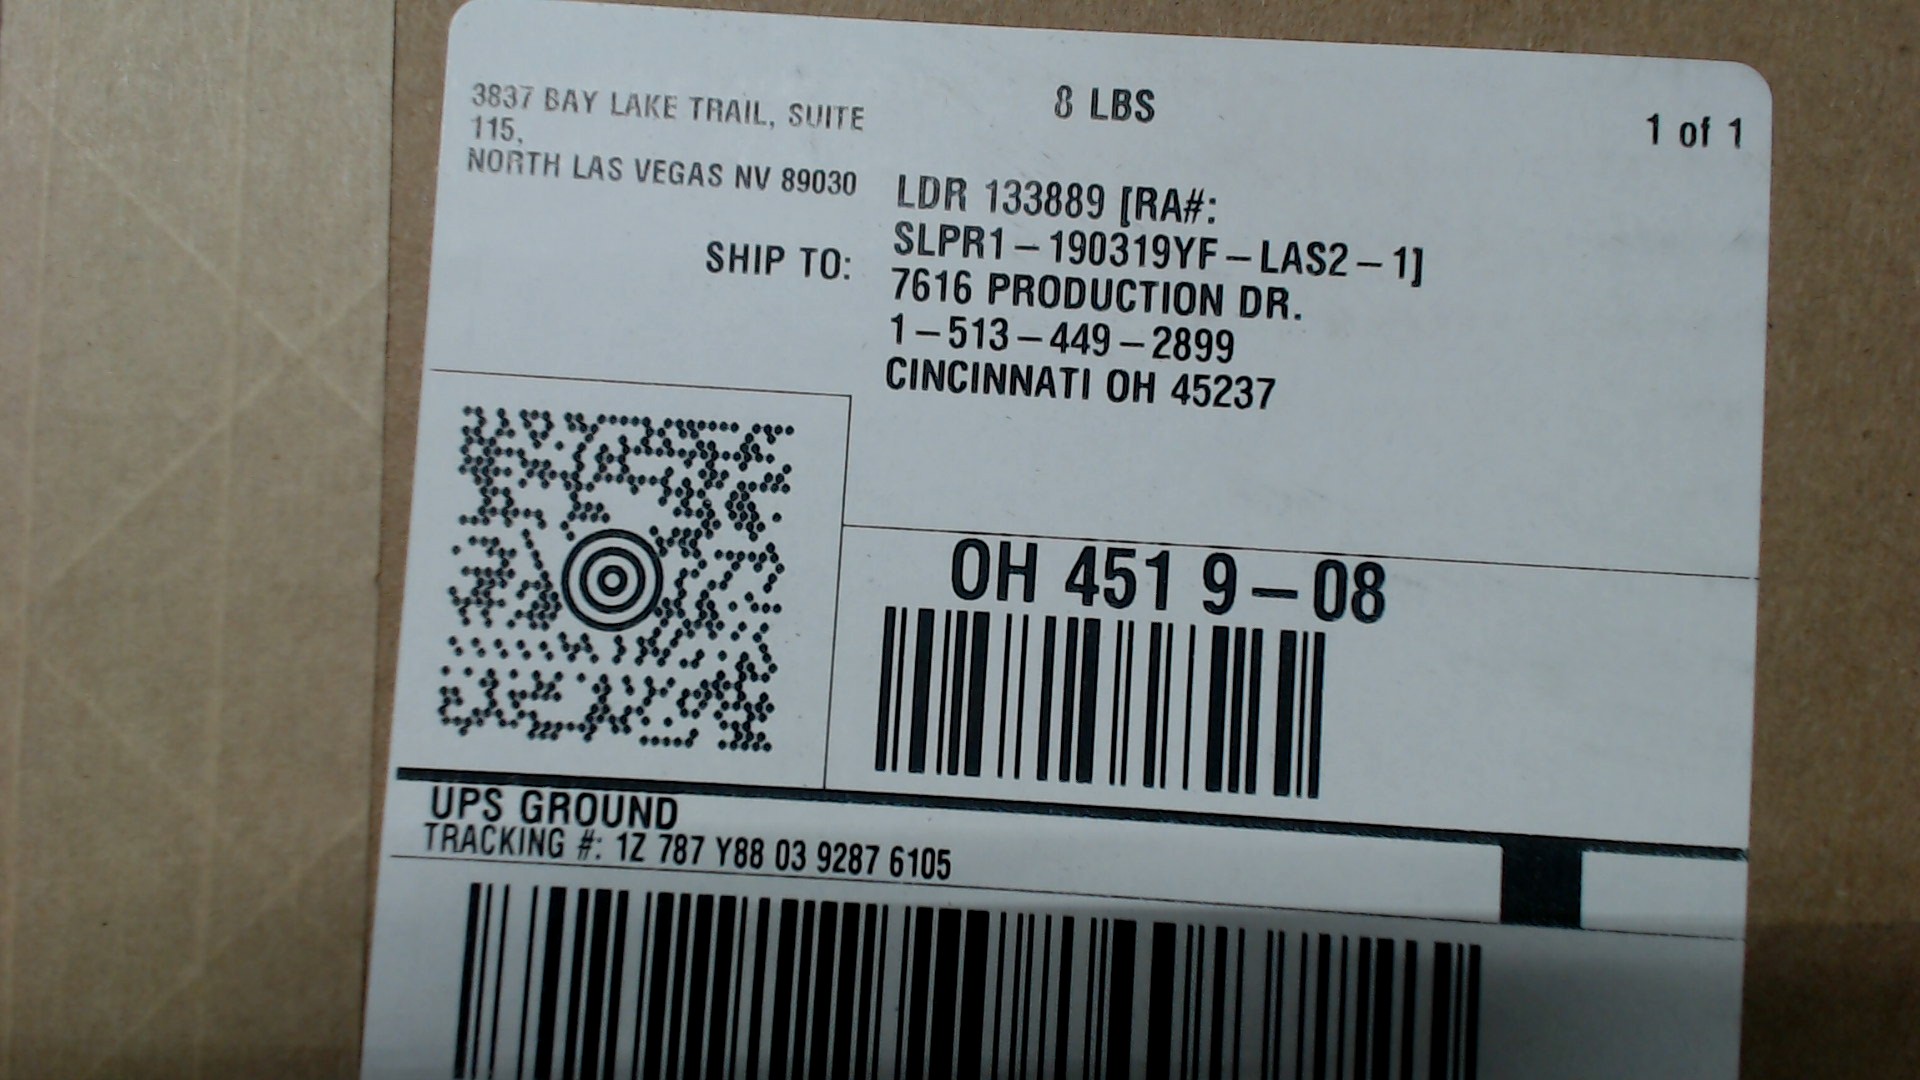 3837 BAY LAKE TRAIL, SUITE
115,
NORTH LAS VEGAS NV 89030
8 LBS
1 of 1
SHIP TO:
LDR 133889 [RA#:
SLPR1-190319YF-LAS2-1]
7616 PRODUCTION DR.
1-513-449-2899
CINCINNATI OH 45237
OH 451 9-08
UPS GROUND
TRACKING #: 1Z 787 Y88 03 9287 6105